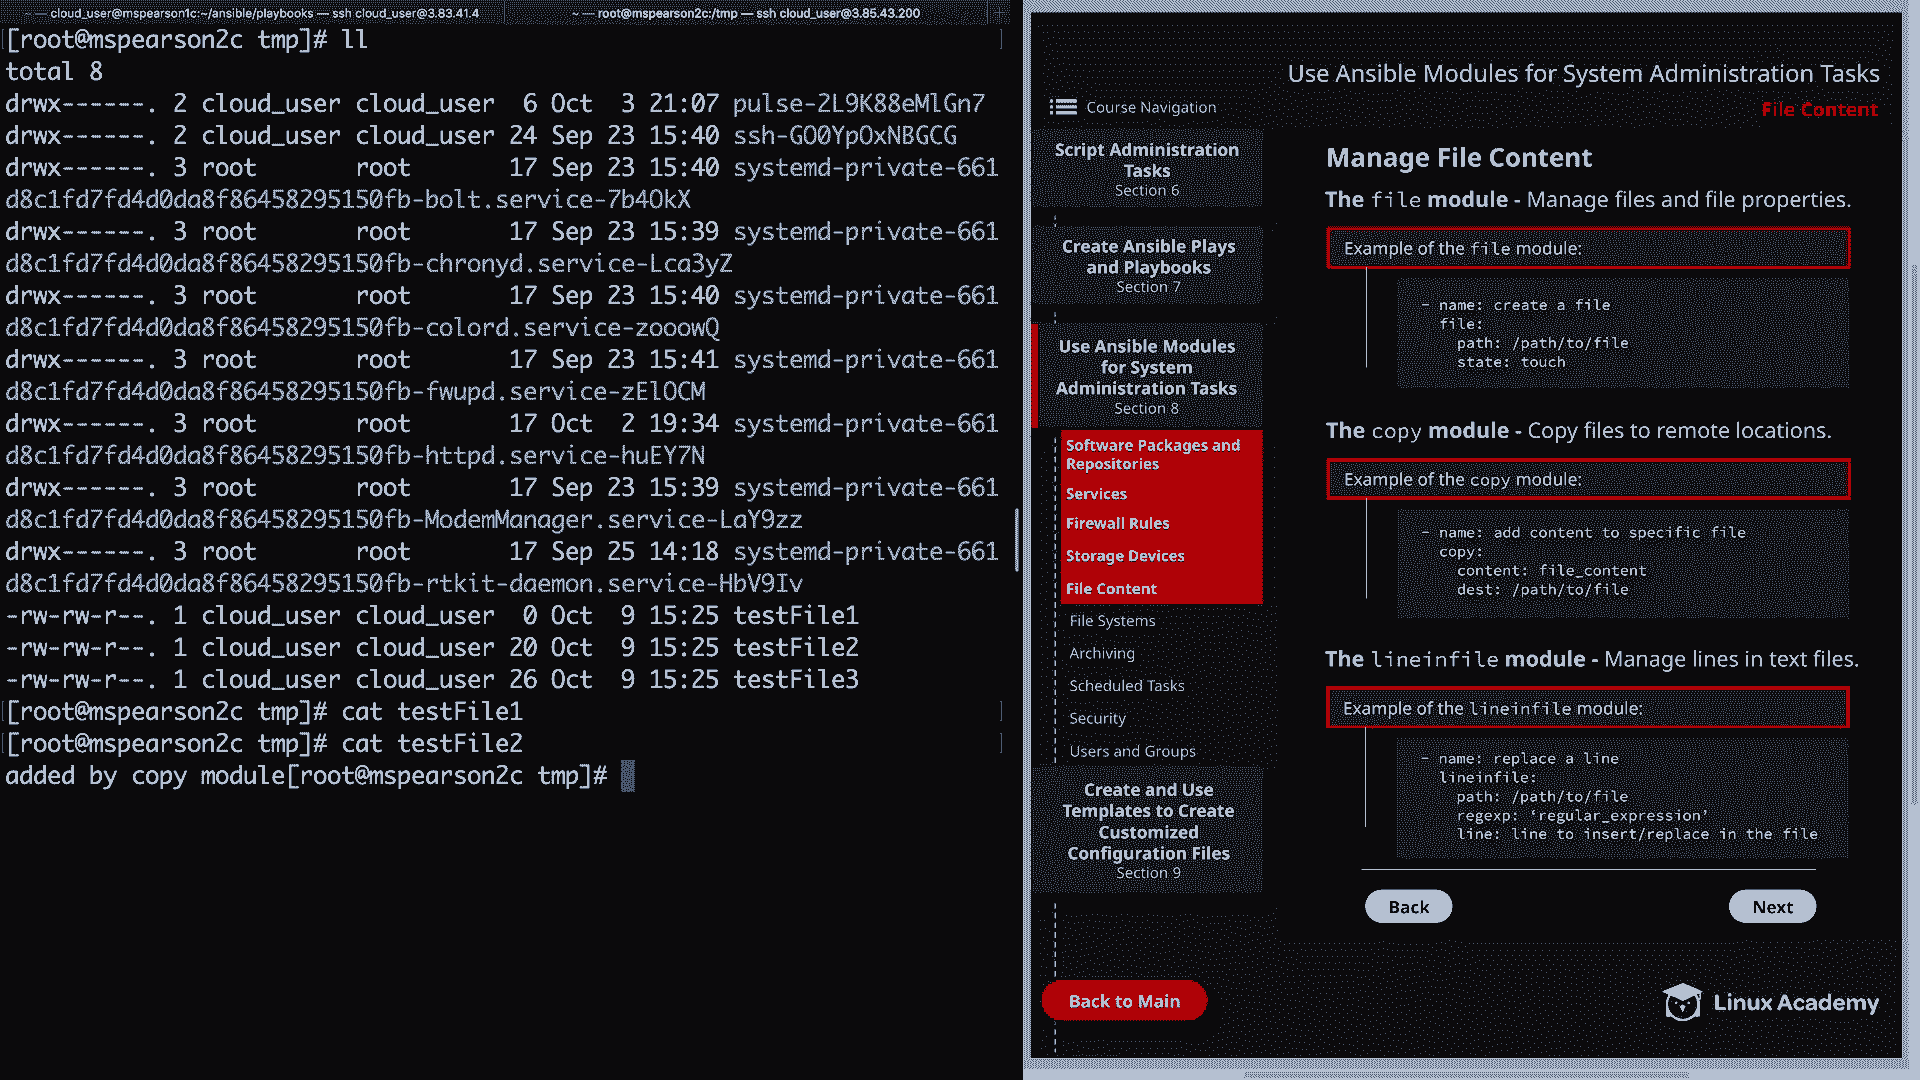 cloud_user@mspearson1c:~/ansible/playbooks — ssh cloud_user@3.83.41.4
~ — root@mspearson2c:/tmp — ssh cloud_user@3.85.43.200
[root@mspearson2c tmp]# ll
total 8
drwx------. 2 cloud_user cloud_user  6 Oct  3 21:07 pulse-2L9K88eMlGn7
drwx------. 2 cloud_user cloud_user 24 Sep 23 15:40 ssh-GO0YpOxNBGCG
drwx------. 3 root       root       17 Sep 23 15:40 systemd-private-661
d8c1fd7fd4d0da8f86458295150fb-bolt.service-7b4OkX
drwx------. 3 root       root       17 Sep 23 15:39 systemd-private-661
d8c1fd7fd4d0da8f86458295150fb-chronyd.service-Lca3yZ
drwx------. 3 root       root       17 Sep 23 15:40 systemd-private-661
d8c1fd7fd4d0da8f86458295150fb-colord.service-zooowQ
drwx------. 3 root       root       17 Sep 23 15:41 systemd-private-661
d8c1fd7fd4d0da8f86458295150fb-fwupd.service-zElOCM
drwx------. 3 root       root       17 Oct  2 19:34 systemd-private-661
d8c1fd7fd4d0da8f86458295150fb-httpd.service-huEY7N
drwx------. 3 root       root       17 Sep 23 15:39 systemd-private-661
d8c1fd7fd4d0da8f86458295150fb-ModemManager.service-LaY9zz
drwx------. 3 root       root       17 Sep 25 14:18 systemd-private-661
d8c1fd7fd4d0da8f86458295150fb-rtkit-daemon.service-HbV9Iv
-rw-rw-r--. 1 cloud_user cloud_user  0 Oct  9 15:25 testFile1
-rw-rw-r--. 1 cloud_user cloud_user 20 Oct  9 15:25 testFile2
-rw-rw-r--. 1 cloud_user cloud_user 26 Oct  9 15:25 testFile3
[root@mspearson2c tmp]# cat testFile1
[root@mspearson2c tmp]# cat testFile2
added by copy module[root@mspearson2c tmp]#
Use Ansible Modules for System Administration Tasks
File Content
Course Navigation
Script Administration
Tasks
Section 6
Create Ansible Plays
and Playbooks
Section 7
Use Ansible Modules
for System
Administration Tasks
Section 8
Software Packages and
Repositories
Services
Firewall Rules
Storage Devices
File Content
File Systems
Archiving
Scheduled Tasks
Security
Users and Groups
Create and Use
Templates to Create
Customized
Configuration Files
Section 9
Back to Main
Manage File Content
The file module - Manage files and file properties.
Example of the file module:
- name: create a file
file:
path: /path/to/file
state: touch
The copy module - Copy files to remote locations.
Example of the copy module:
- name: add content to specific file
copy:
content: file_content
dest: /path/to/file
The lineinfile module - Manage lines in text files.
Example of the lineinfile module:
- name: replace a line
lineinfile:
path: /path/to/file
regexp: ‘regular_expression’
line: line to insert/replace in the file
Back
Next
Linux Academy